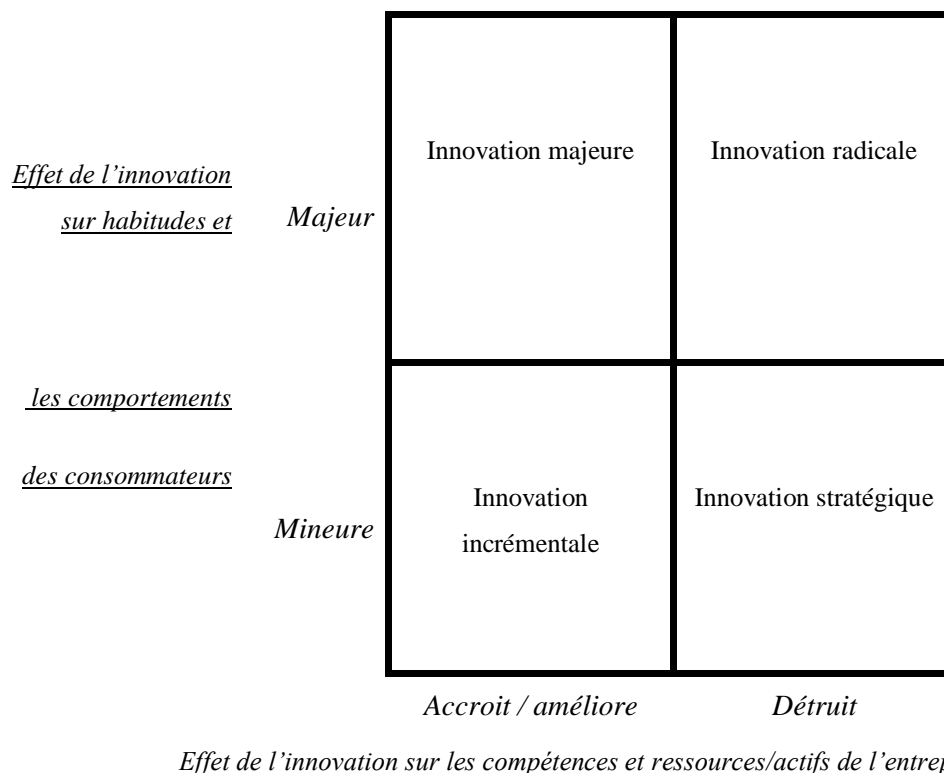 Innovation majeure
Innovation radicale
Effet de l’innovation
sur habitudes et
Majeur
les comportements
des consommateurs
Innovation
incrémentale
Innovation stratégique
Mineure
Accroit / améliore
Détruit
Effet de l’innovation sur les compétences et ressources/actifs de